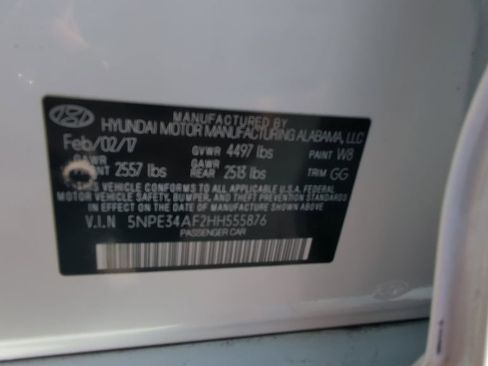 MANUFACTURED BY
HYUNDAI MOTOR MANUFACTURING ALABAMA, LLC
Feb/02/17 GVWR 4497 lbs PAINT W8
GAWR GAWR
2557 lbs REAR 2513 lbs TRIM GG
THIS VEHICLE CONFORMS TO ALL APPLICABLE U.S.A. FEDERAL
MOTOR VEHICLE SAFETY, BUMPER, AND THEFT PREVENTION STANDARDS
IN EFFECT ON THE DATE OF MANUFACTURE SHOWN ABOVE.
V.I.N 5NPE34AF2HH555876
PASSENGER CAR